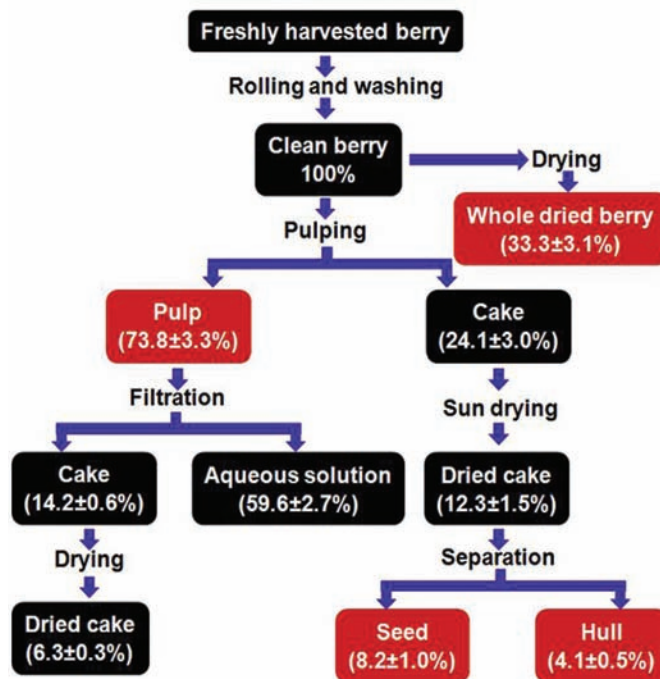 Freshly harvested berry
Rolling and washing
Clean berry
100%
Drying
Whole dried berry
(33.3±3.1%)
Pulping
Pulp
(73.8±3.3%)
Cake
(24.1±3.0%)
Filtration
Sun drying
Cake
(14.2±0.6%)
Aqueous solution
(59.6±2.7%)
Dried cake
(12.3±1.5%)
Drying
Separation
Dried cake
(6.3±0.3%)
Seed
(8.2±1.0%)
Hull
(4.1±0.5%)